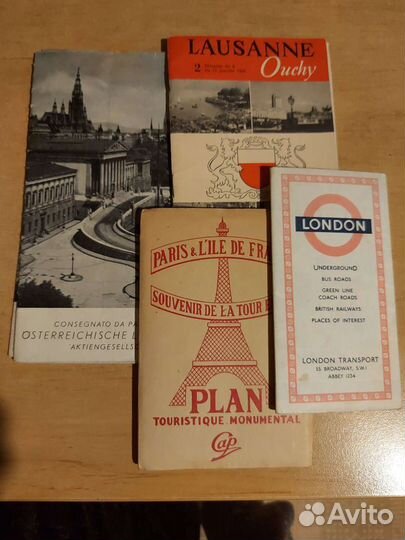 LAUSANNE
Ouchy
2
LONDON
UNDERGROUND
BUS ROADS
GREEN LINE
COACH ROADS
BRITISH RAILWAYS
PLACES OF INTEREST
LONDON TRANSPORT
55 BROADWAY, S.W.1
ABBEY 1234
CONSEGNATO DA
ÖSTERREICHISCHE
AKTIENGESELLS
PARIS & L'ILE DE FRA
SOUVENIR DE LA TOUR
PLAN
TOURISTIQUE MONUMENTAL
Cap
Avito